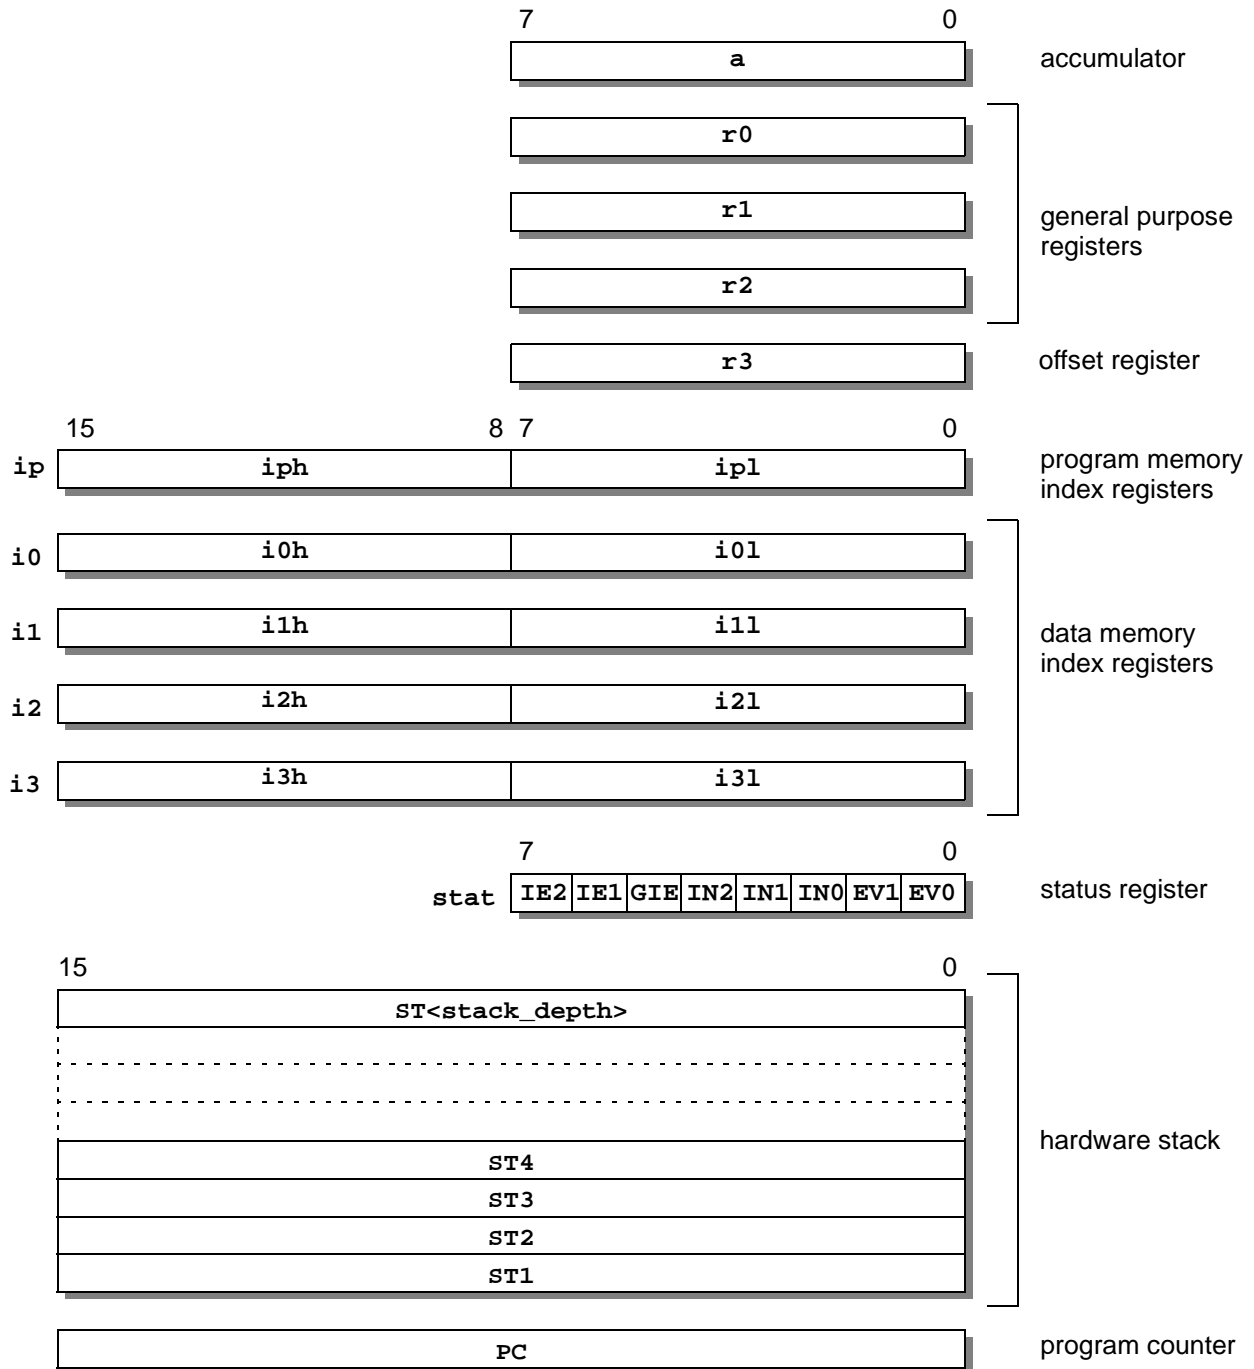 7 0
a accumulator
r0
r1 general purpose
registers
r2
r3 offset register
15 8 7 0
ip iph ipl program memory
index registers
i0 i0h i0l
i1 i1h i1l data memory
index registers
i2 i2h i2l
i3 i3h i3l
7 0
stat IE2 IE1 GIE IN2 IN1 IN0 EV1 EV0 status register
15 0
ST<stack_depth>
hardware stack
ST4
ST3
ST2
ST1
PC program counter